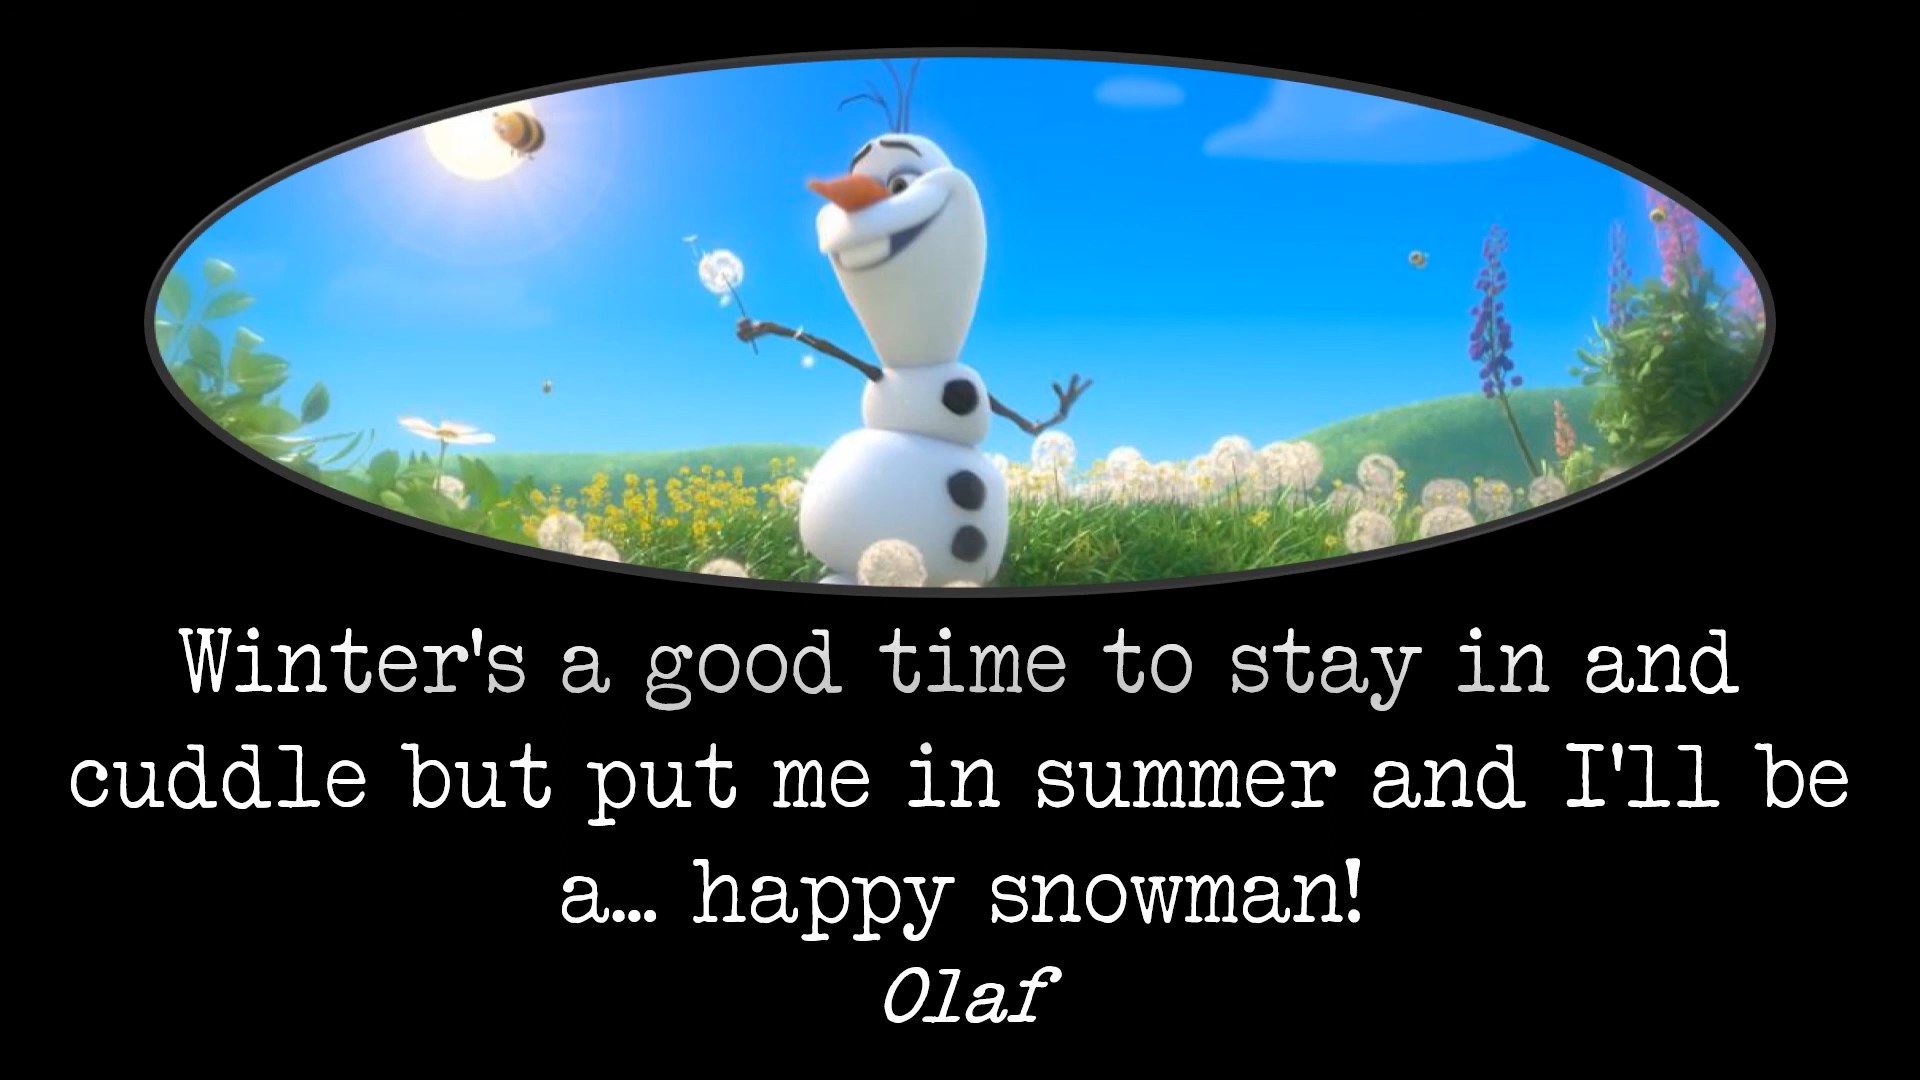 Winter's a good time to stay in and
cuddle but put me in summer and I'll be
a... happy snowman!
Olaf